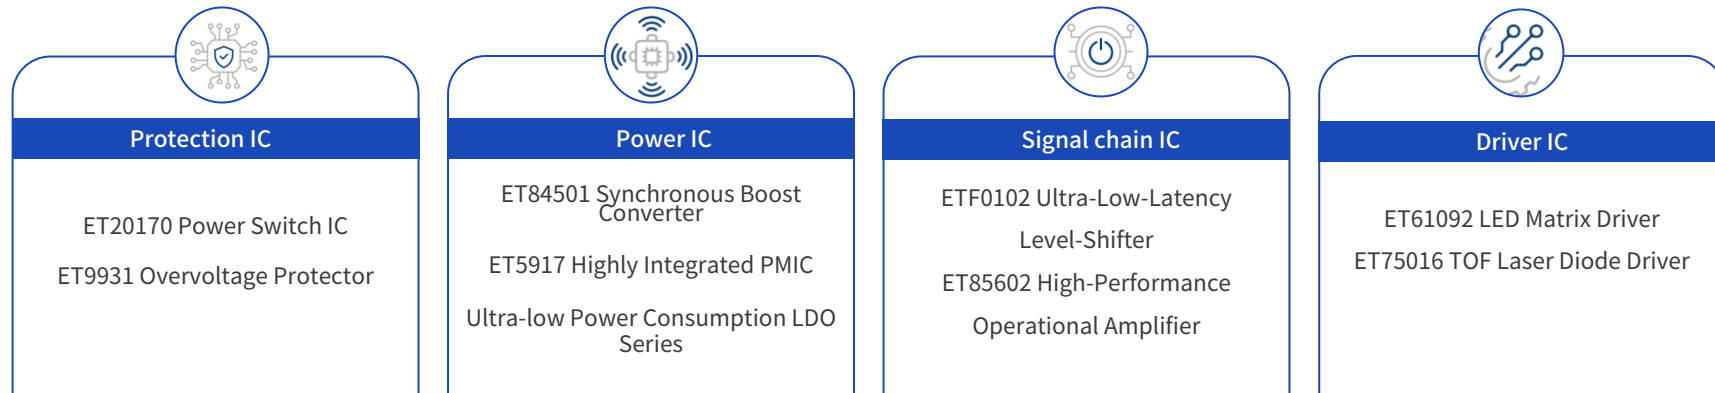 Protection IC
ET20170 Power Switch IC
ET9931 Overvoltage Protector
Power IC
ET84501 Synchronous Boost
Converter
ET5917 Highly Integrated PMIC
Ultra-low Power Consumption LDO
Series
Signal chain IC
ETF0102 Ultra-Low-Latency
Level-Shifter
ET85602 High-Performance
Operational Amplifier
Driver IC
ET61092 LED Matrix Driver
ET75016 TOF Laser Diode Driver